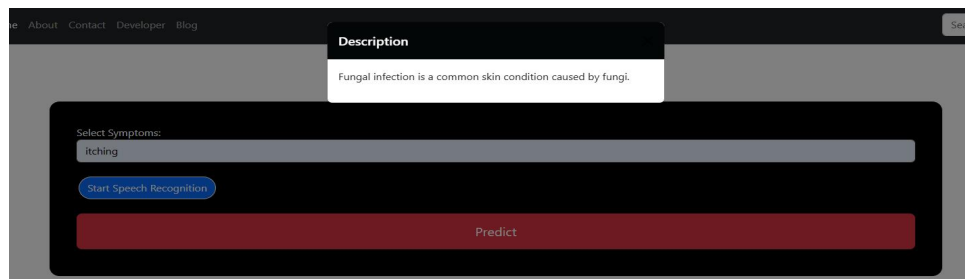 About Contact Developer Blog
Description
Fungal infection is a common skin condition caused by fungi.
Select Symptoms:
itching
Start Speech Recognition
Predict